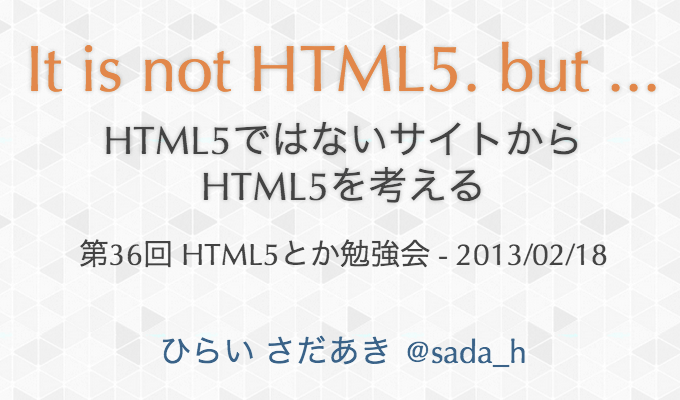 It is not HTML5. but ...
HTML5ではないサイトから
HTML5を考える
第36回 HTML5とか勉強会 - 2013/02/18
ひらい さだあき @sada_h